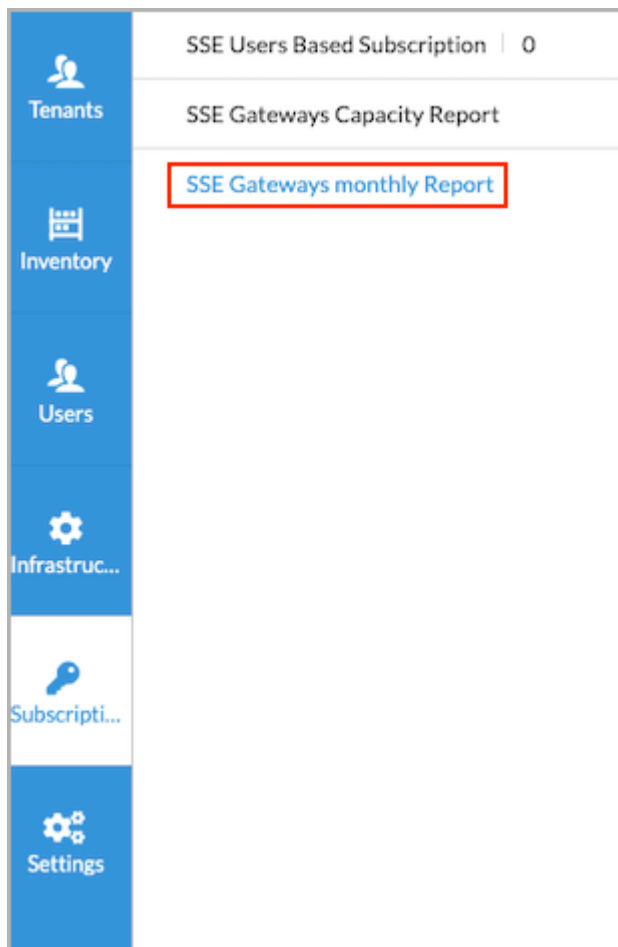 SSE Users Based Subscription | 0
Tenants
SSE Gateways Capacity Report
SSE Gateways monthly Report
Inventory
Users
Infrastruc...
Subscripti...
Settings